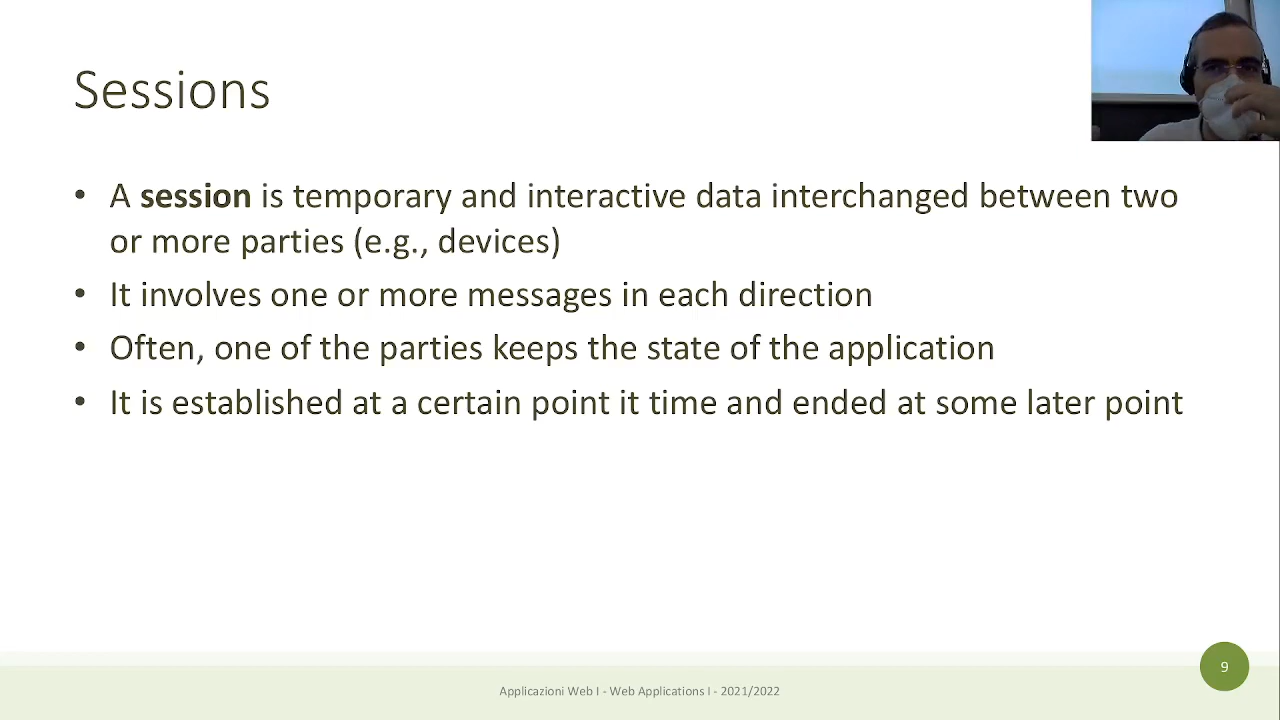 Sessions
• A session is temporary and interactive data interchanged between two
or more parties (e.g., devices)
• It involves one or more messages in each direction
• Often, one of the parties keeps the state of the application
• It is established at a certain point it time and ended at some later point
9
Applicazioni Web I - Web Applications I - 2021/2022